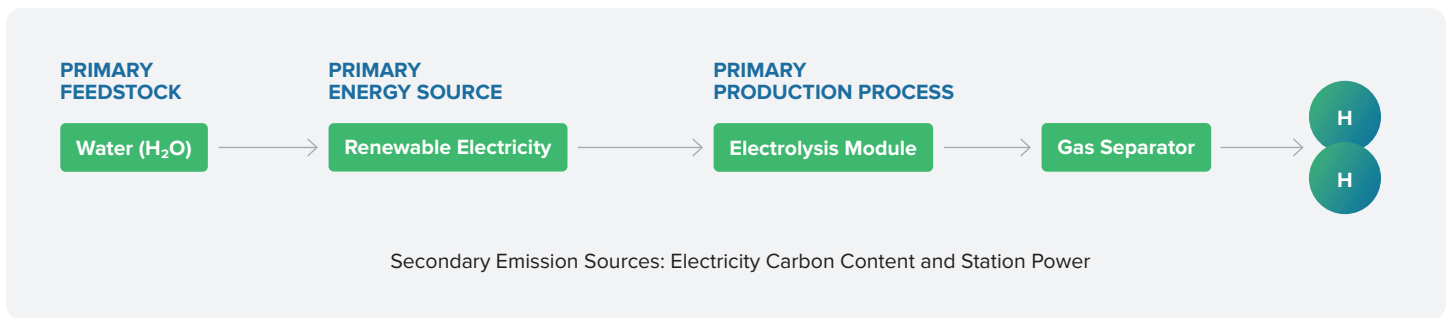 PRIMARY
FEEDSTOCK
PRIMARY
ENERGY SOURCE
PRIMARY
PRODUCTION PROCESS
Water (H₂O)
Renewable Electricity
Electrolysis Module
Gas Separator
H
H
Secondary Emission Sources: Electricity Carbon Content and Station Power